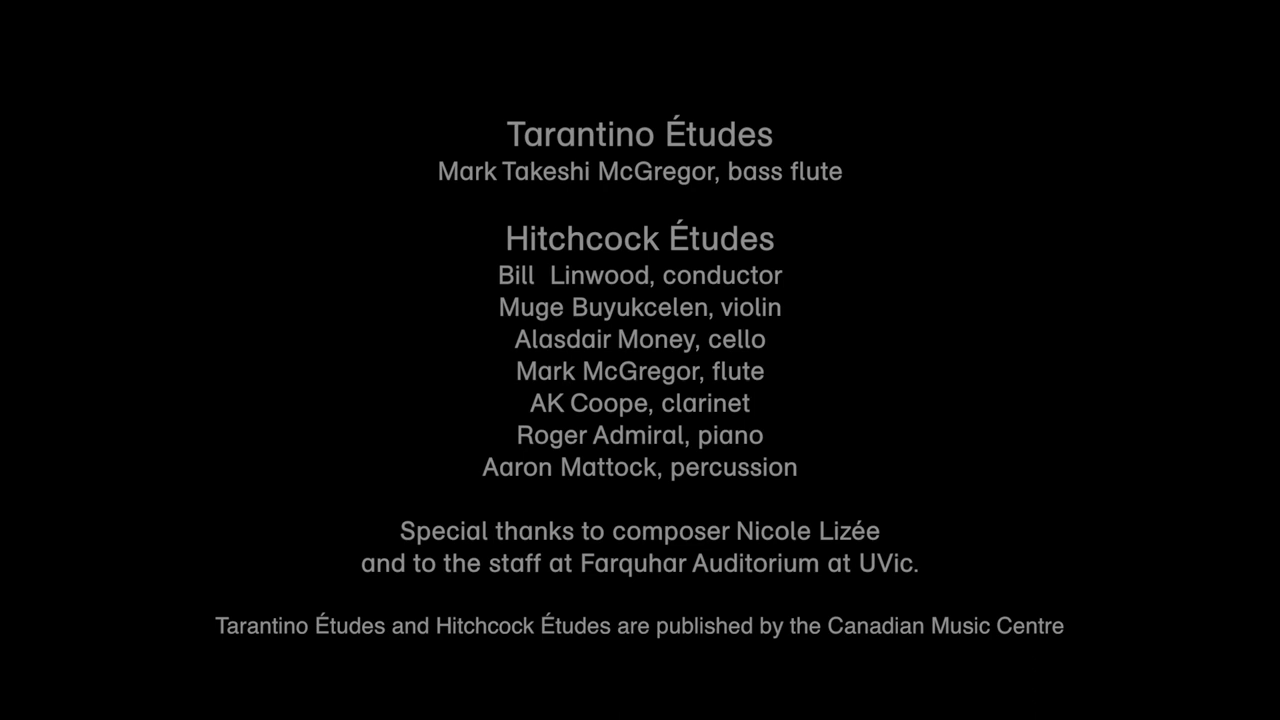 Tarantino Études
Mark Takeshi McGregor, bass flute
Hitchcock Études
Bill  Linwood, conductor
Muge Buyukcelen, violin
Alasdair Money, cello
Mark McGregor, flute
AK Coope, clarinet
Roger Admiral, piano
Aaron Mattock, percussion
Special thanks to composer Nicole Lizée
and to the staff at Farquhar Auditorium at UVic.
Tarantino Études and Hitchcock Études are published by the Canadian Music Centre